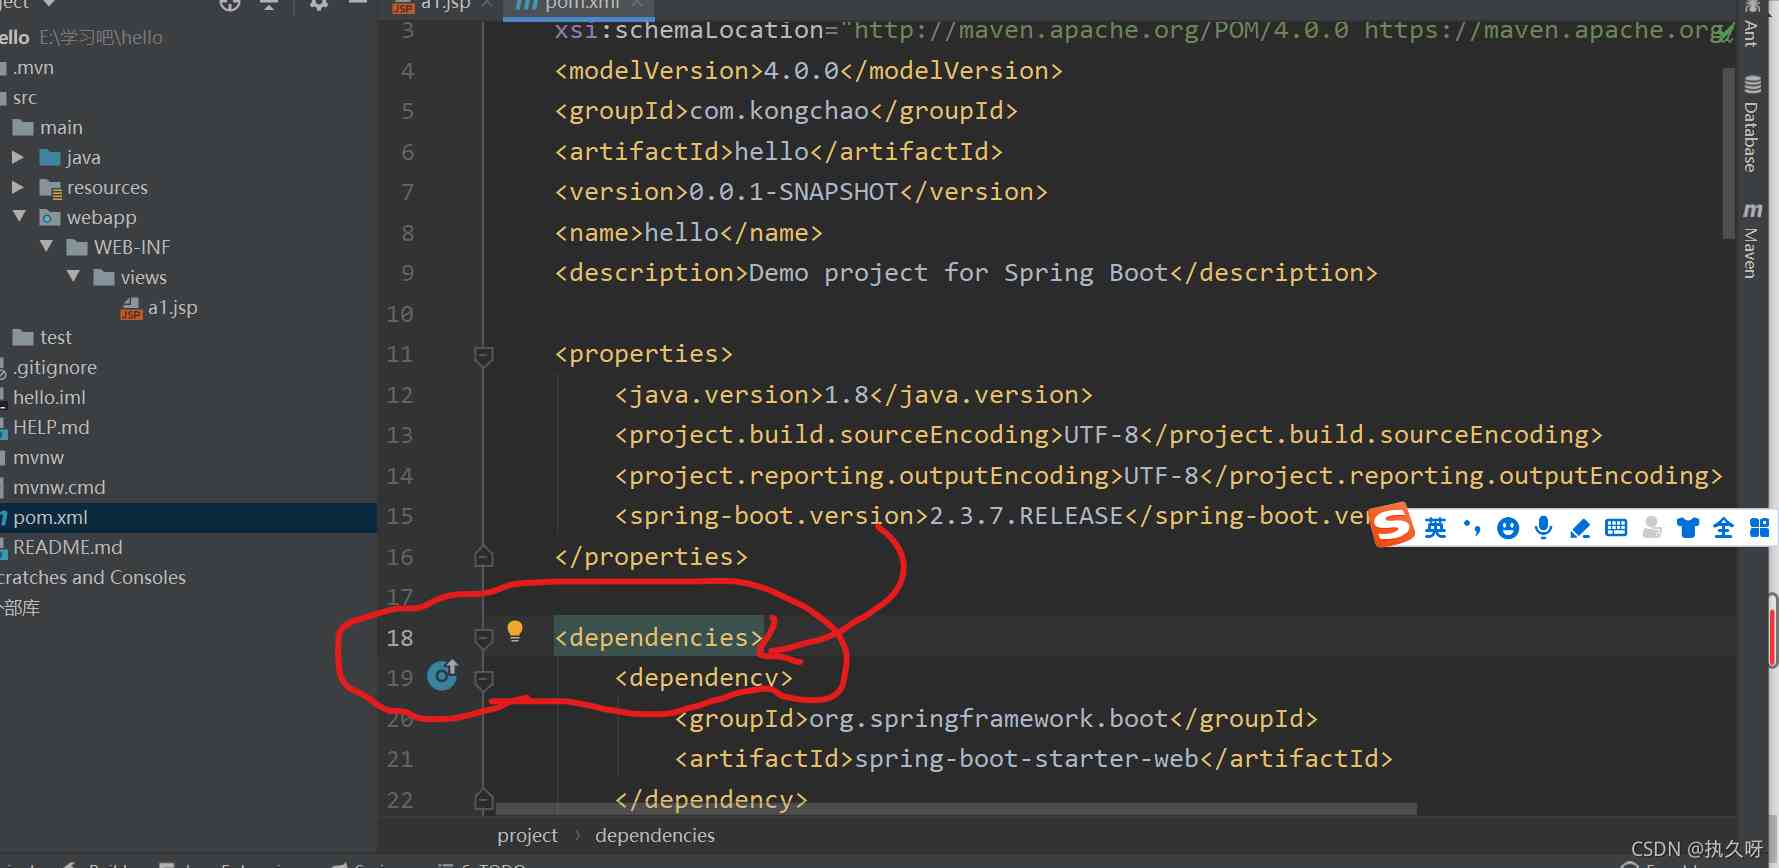 ject
ello E:\学习吧\hello
.mvn
src
main
java
resources
webapp
WEB-INF
views
a1.jsp
test
.gitignore
hello.iml
HELP.md
mvnw
mvnw.cmd
pom.xml
README.md
cratches and Consoles
部库
a1.jsp
pom.xml
3 xsi:schemaLocation="http://maven.apache.org/POM/4.0.0 https://maven.apache.org/
4 <modelVersion>4.0.0</modelVersion>
5 <groupId>com.kongchao</groupId>
6 <artifactId>hello</artifactId>
7 <version>0.0.1-SNAPSHOT</version>
8 <name>hello</name>
9 <description>Demo project for Spring Boot</description>
10
11 <properties>
12 <java.version>1.8</java.version>
13 <project.build.sourceEncoding>UTF-8</project.build.sourceEncoding>
14 <project.reporting.outputEncoding>UTF-8</project.reporting.outputEncoding>
15 <spring-boot.version>2.3.7.RELEASE</spring-boot.ve
16 </properties>
17
18 <dependencies>
19 <dependency>
20 <groupId>org.springframework.boot</groupId>
21 <artifactId>spring-boot-starter-web</artifactId>
22 </dependency>
project › dependencies
Ant
Database
Maven
英
全
CSDN @执久呀